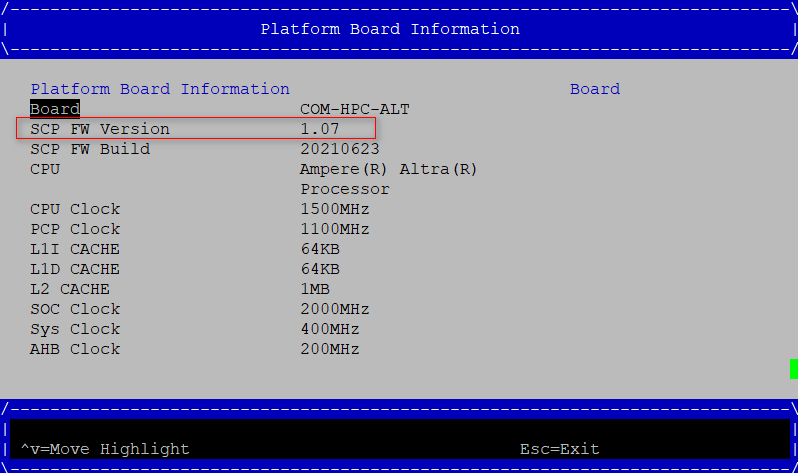 /------------------------------------------------------------------------------\
| Platform Board Information |
\------------------------------------------------------------------------------/
Platform Board Information Board
Board COM-HPC-ALT
SCP FW Version 1.07
SCP FW Build 20210623
CPU Ampere(R) Altra(R)
Processor
CPU Clock 1500MHz
PCP Clock 1100MHz
L1I CACHE 64KB
L1D CACHE 64KB
L2 CACHE 1MB
SOC Clock 2000MHz
Sys Clock 400MHz
AHB Clock 200MHz
/------------------------------------------------------------------------------\
| |
| ^v=Move Highlight Esc=Exit |
\------------------------------------------------------------------------------/